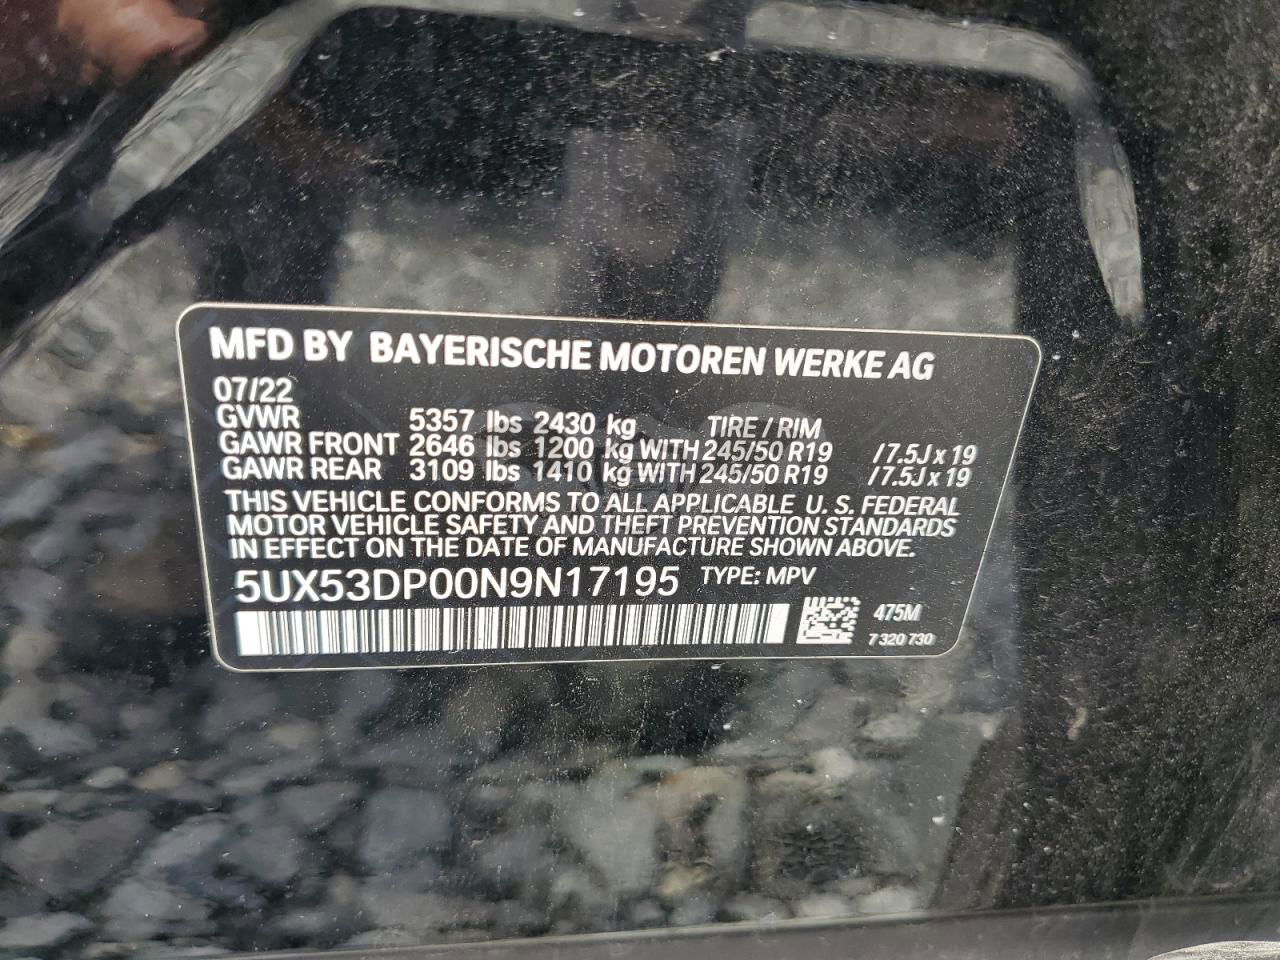 MFD BY BAYERISCHE MOTOREN WERKE AG
07/22
GVWR 5357 lbs 2430 kg TIRE / RIM
GAWR FRONT 2646 lbs 1200 kg WITH 245/50 R19 / 7.5J x 19
GAWR REAR 3109 lbs 1410 kg WITH 245/50 R19 / 7.5J x 19
THIS VEHICLE CONFORMS TO ALL APPLICABLE U. S. FEDERAL
MOTOR VEHICLE SAFETY AND THEFT PREVENTION STANDARDS
IN EFFECT ON THE DATE OF MANUFACTURE SHOWN ABOVE.
5UX53DP00N9N17195 TYPE: MPV
475M
7 320 730